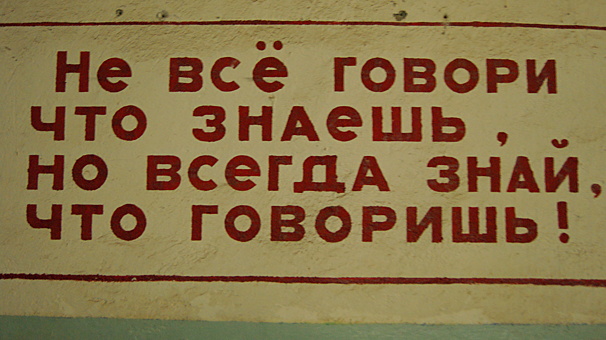 Не всё говори
что знаешь,
но всегда знай,
что говоришь!